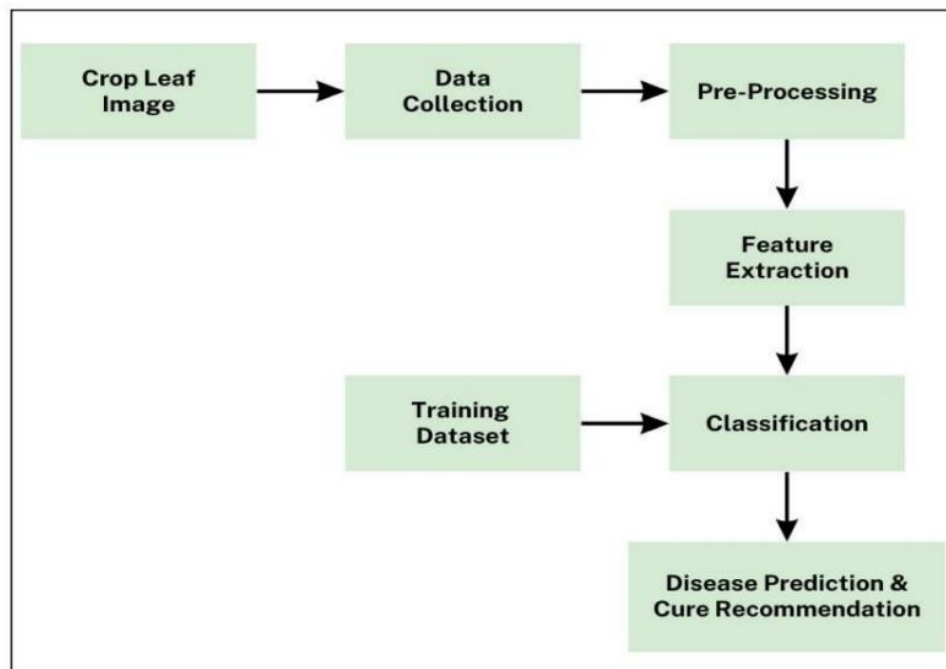 Crop Leaf
Image
Data
Collection
Pre-Processing
Feature
Extraction
Training
Dataset
Classification
Disease Prediction &
Cure Recommendation